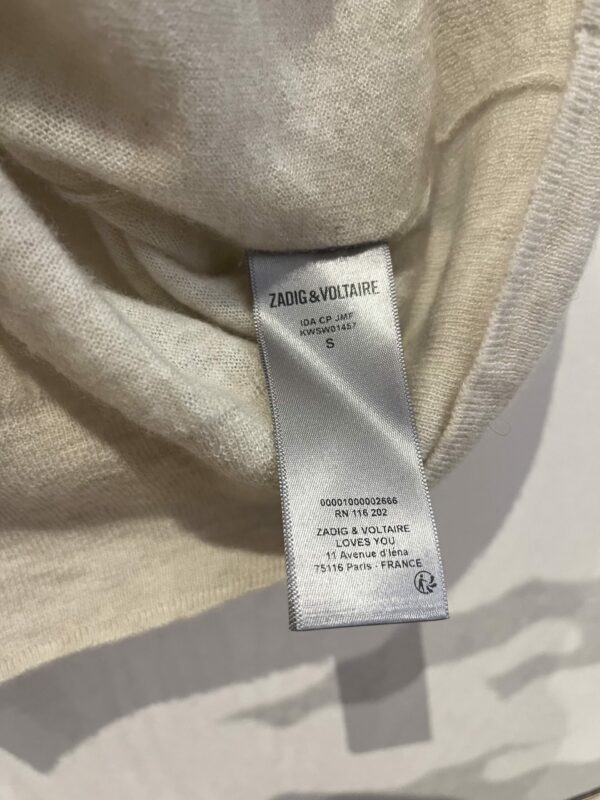 ZADIG & VOLTAIRE
IDA CP JMF
KWSW01457
S
00001000002666
RN 116 202
ZADIG & VOLTAIRE
LOVES YOU
11 Avenue d'Iéna
75116 Paris - FRANCE